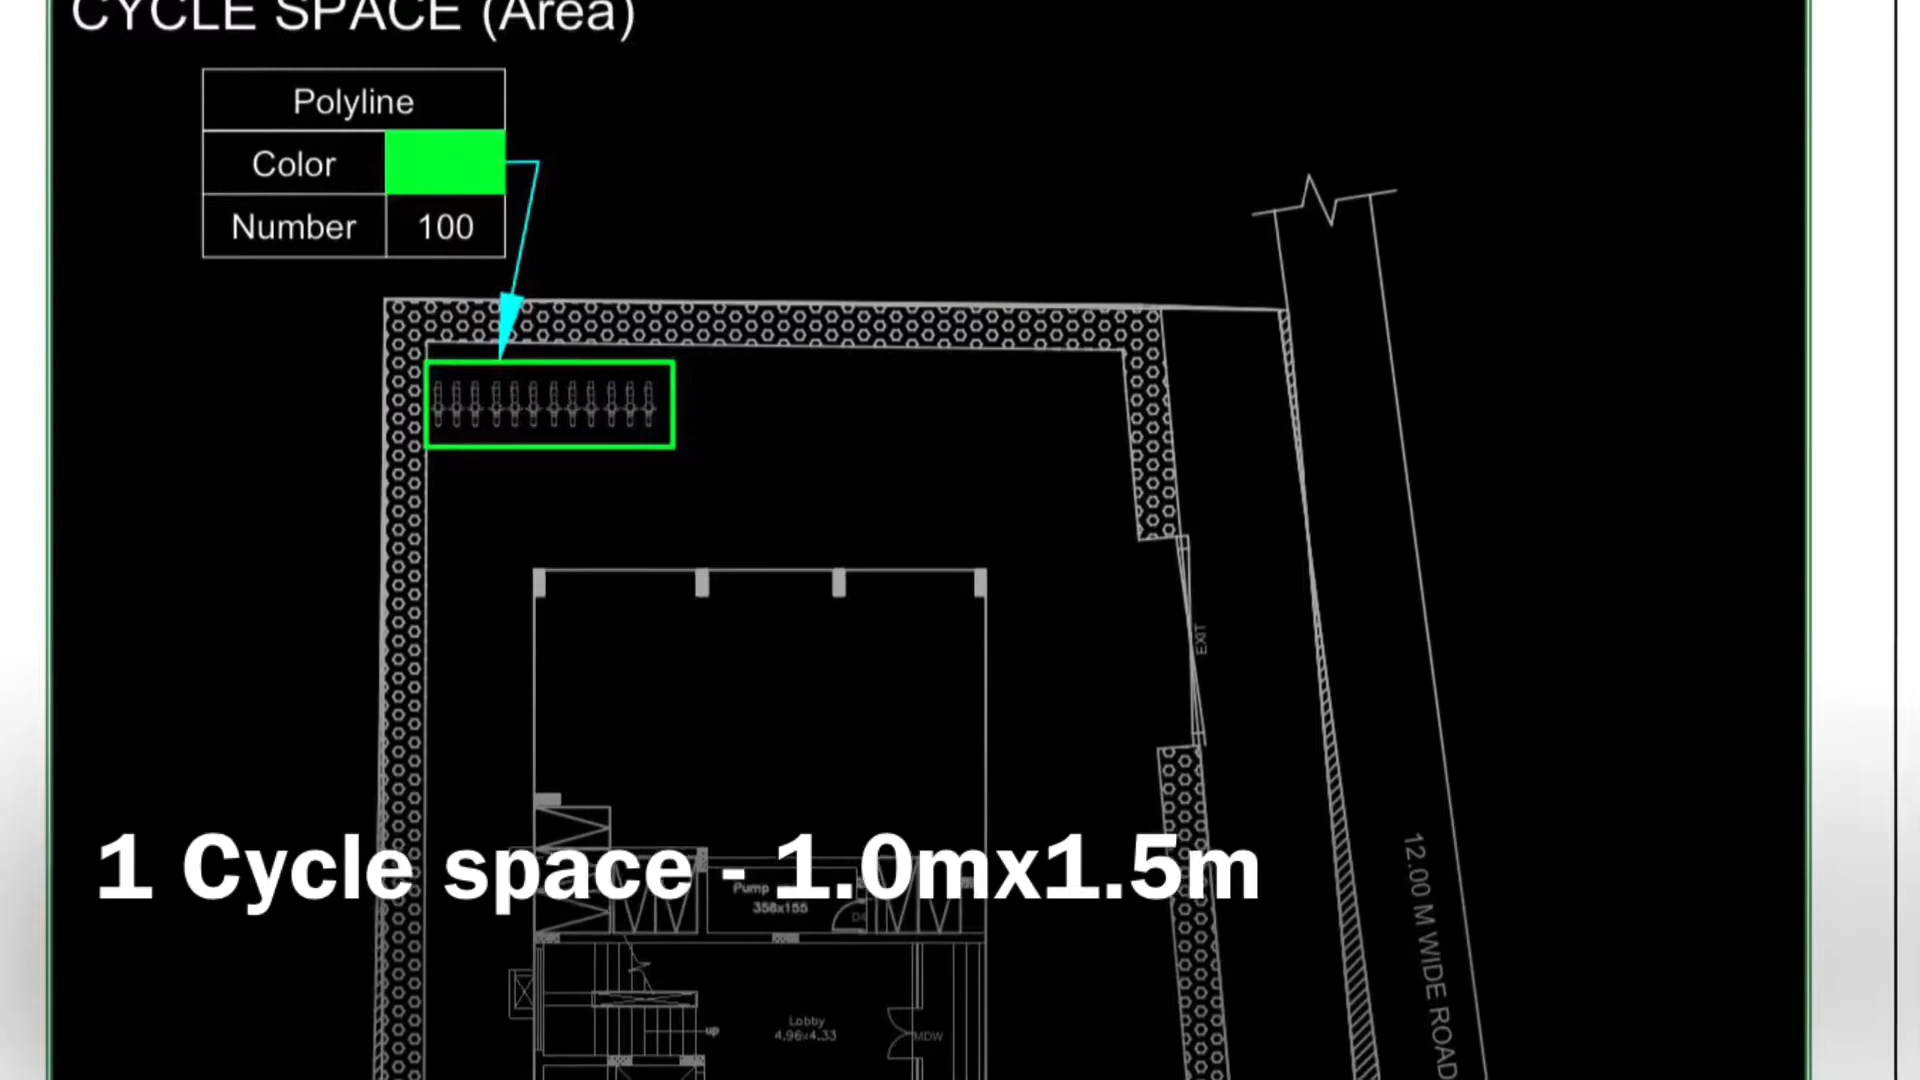 CYCLE SPACE (Area)
Polyline
Color
Number 100
EXIT
1 Cycle space - 1.0mx1.5m
Pump
358x155
12.00 M WIDE ROAD
Lobby
4.96x4.33
up
MDW